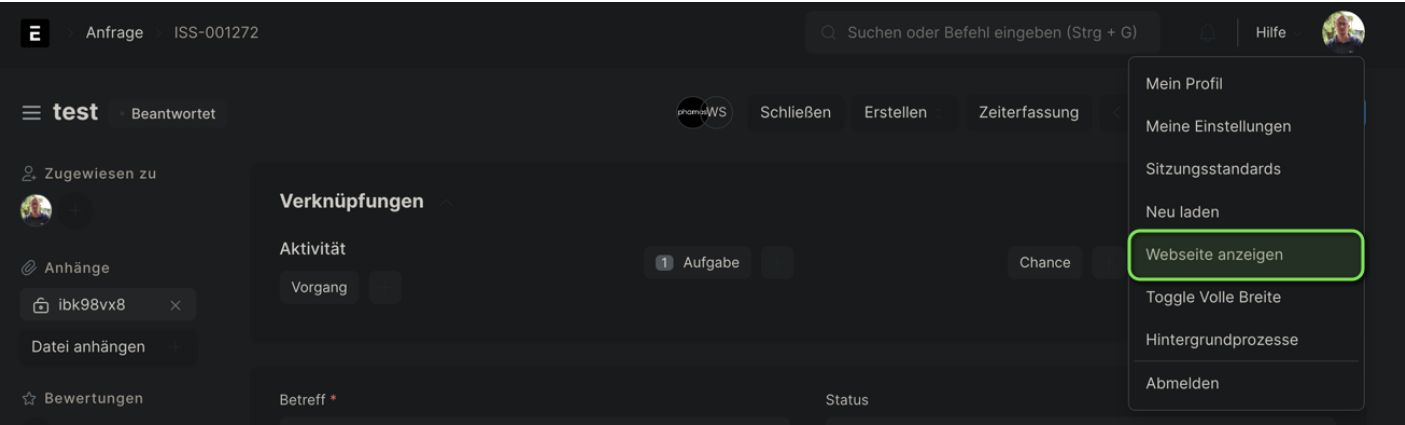 E Anfrage ISS-001272 Suchen oder Befehl eingeben (Strg + G) Hilfe
test Beantwortet phamos WS Schließen Erstellen Zeiterfassung
Zugewiesen zu
Anhänge
ibk98vx8
Datei anhängen
Bewertungen
Verknüpfungen
Aktivität
Vorgang
1 Aufgabe
Chance
Betreff *
Status
Mein Profil
Meine Einstellungen
Sitzungsstandards
Neu laden
Webseite anzeigen
Toggle Volle Breite
Hintergrundprozesse
Abmelden